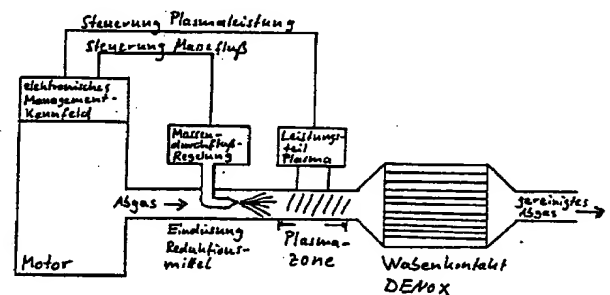 Steuerung Plasmaleistung
Steuerung Massefluß
elektronisches
Management-
Kennfeld
Massen-
durchfluß-
Regelung
Leistungs-
teil
Plasma
Abgas →
gereinigtes
Abgas
Eindüsung
Reduktions-
mittel
Plasma-
zone
Motor
Wabenkontakt
DENOX